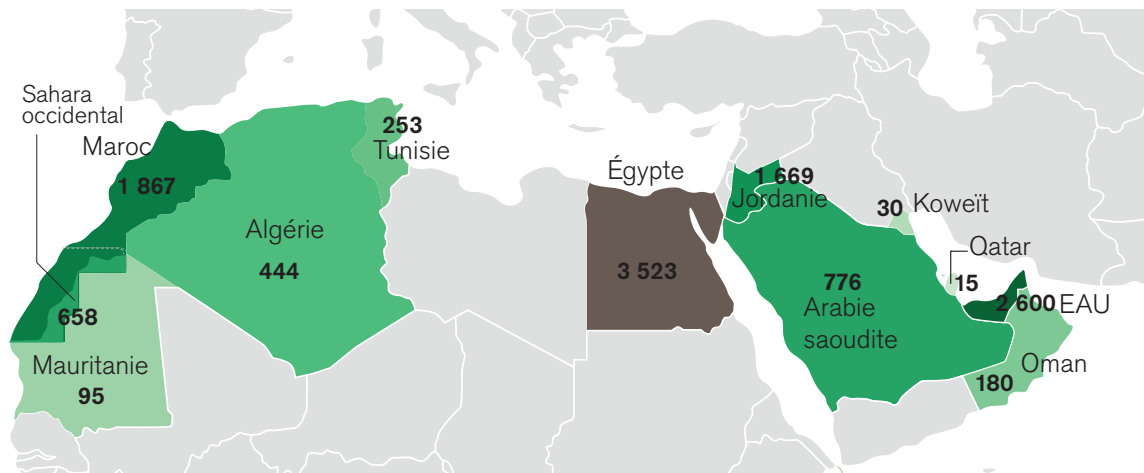 Sahara
occidental
Maroc
1 867
658
Mauritanie
95
Algérie
444
253
Tunisie
Égypte
3 523
1 669
Jordanie
30 Koweït
Qatar
15
776
Arabie
saoudite
2 600 EAU
Oman
180